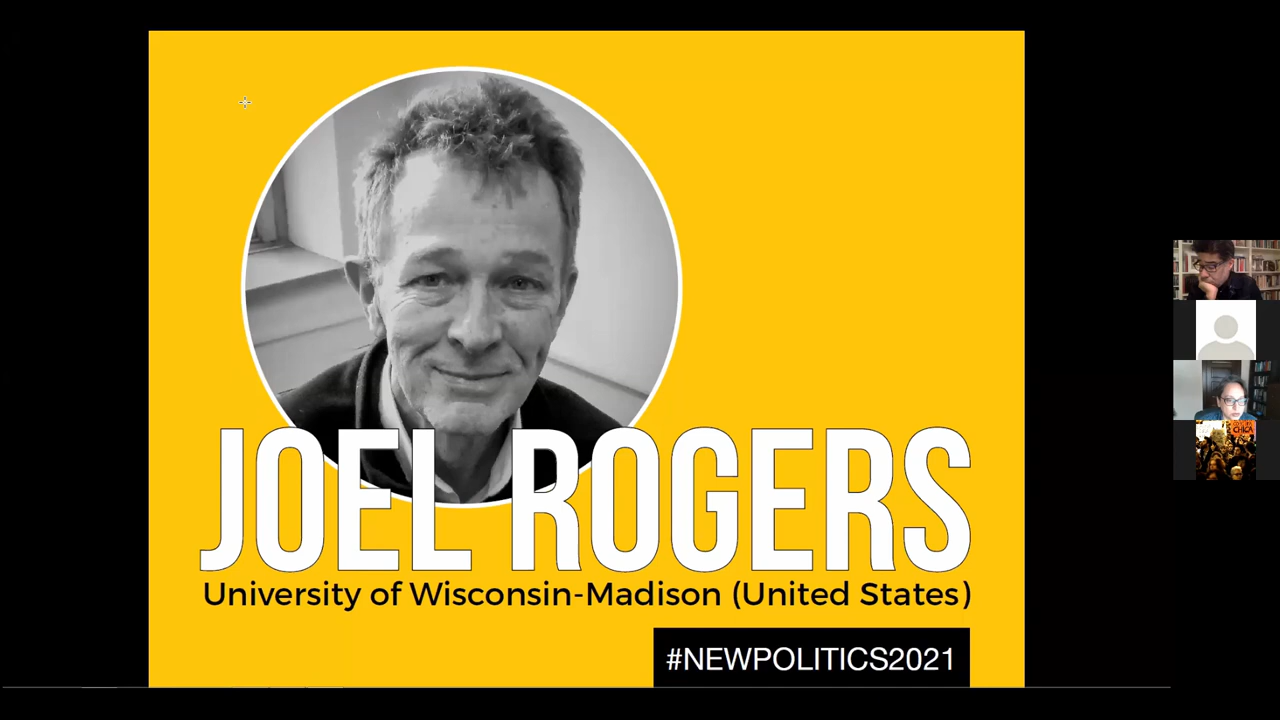 JOEL ROGERS
University of Wisconsin-Madison (United States)
#NEWPOLITICS2021